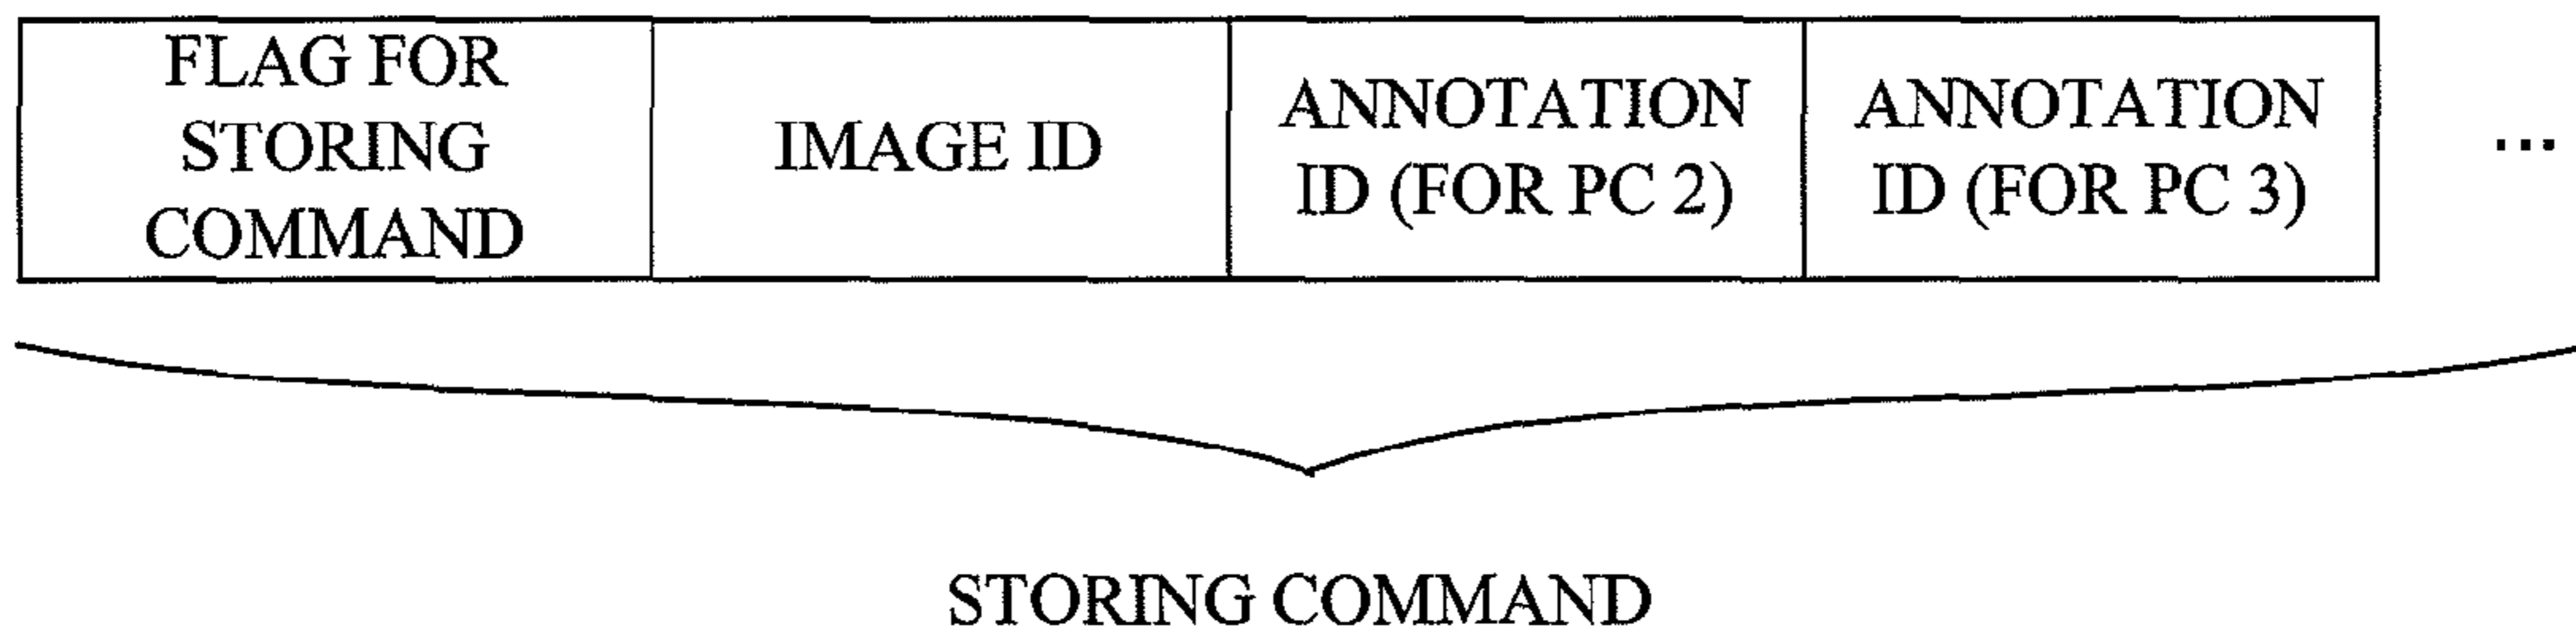 FLAG FOR
STORING
COMMAND
IMAGE ID
ANNOTATION
ID (FOR PC 2)
ANNOTATION
ID (FOR PC 3)
...
STORING COMMAND